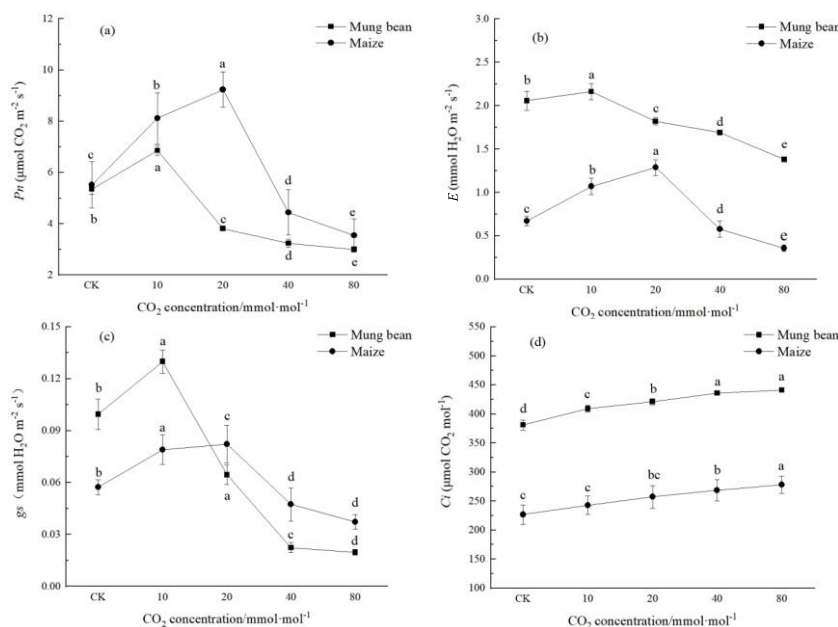 (a)
Mung bean
Maize
12
10
8
6
4
2
Pn (μmol CO₂ m⁻² s⁻¹)
c
b
b
a
a
c
d
d
e
e
CK
10
20
40
80
CO₂ concentration/mmol·mol⁻¹
(b)
Mung bean
Maize
3.0
2.5
2.0
1.5
1.0
0.5
0.0
E (mmol H₂O m⁻² s⁻¹)
b
a
c
d
e
c
b
a
d
e
CK
10
20
40
80
CO₂ concentration/mmol·mol⁻¹
(c)
Mung bean
Maize
0.15
0.12
0.09
0.06
0.03
0.00
gs (mmol H₂O m⁻² s⁻¹)
b
a
c
d
d
b
a
a
c
d
CK
10
20
40
80
CO₂ concentration/mmol·mol⁻¹
(d)
Mung bean
Maize
550
500
450
400
350
300
250
200
150
100
Ci (μmol CO₂ mol⁻¹)
d
c
b
a
a
c
c
bc
b
a
CK
10
20
40
80
CO₂ concentration/mmol·mol⁻¹